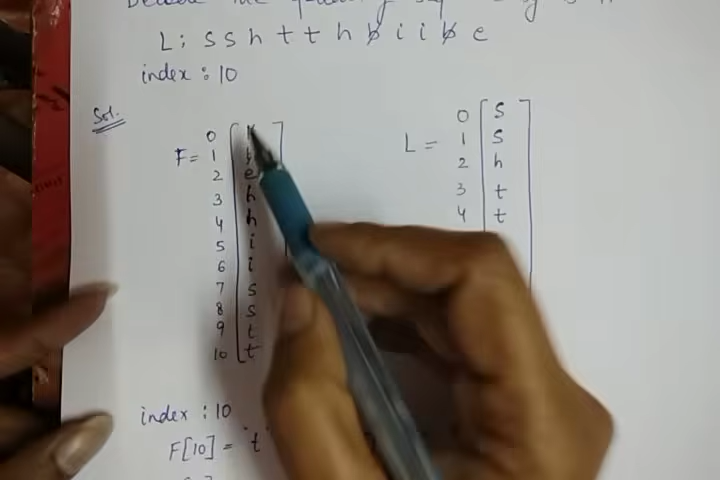 L: s s h t t h b̸ i i b̸ e
index : 10
Sol.
F = L =
0 0 s
1 1 s
2 e 2 h
3 h 3 t
4 h 4 t
5 i
6 i
7 s
8 s
9 t
10 t
index : 10
F[10] = "t"